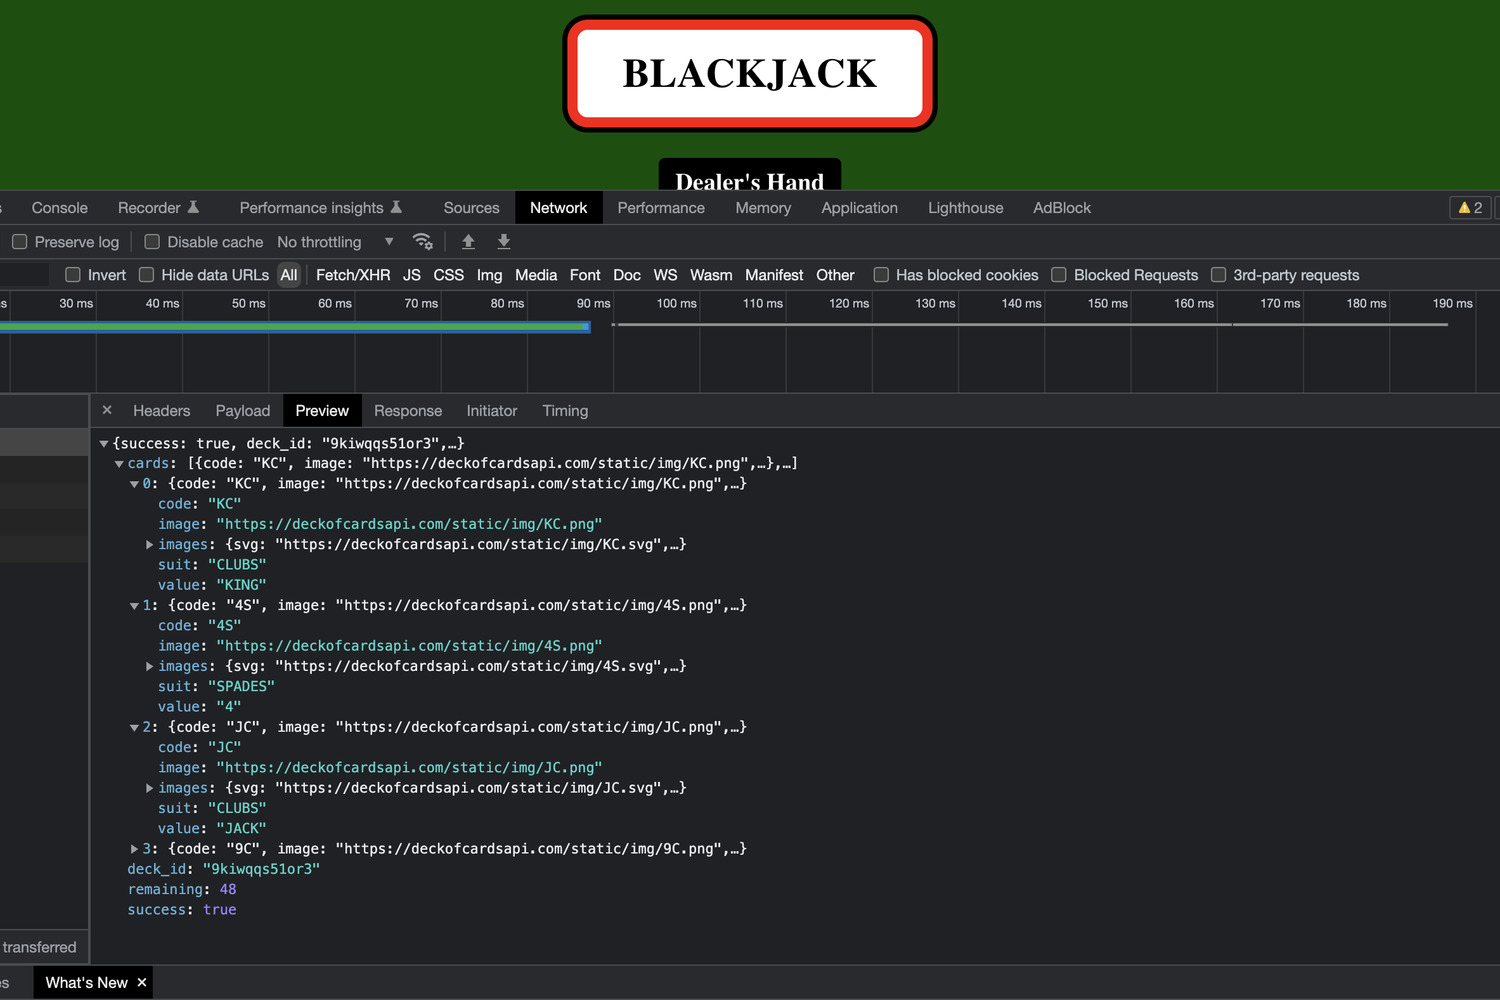 BLACKJACK
Dealer's Hand
s Console Recorder Performance insights Sources Network Performance Memory Application Lighthouse AdBlock 2
Preserve log Disable cache No throttling
Invert Hide data URLs All Fetch/XHR JS CSS Img Media Font Doc WS Wasm Manifest Other Has blocked cookies Blocked Requests 3rd-party requests
s 30 ms 40 ms 50 ms 60 ms 70 ms 80 ms 90 ms 100 ms 110 ms 120 ms 130 ms 140 ms 150 ms 160 ms 170 ms 180 ms 190 ms
× Headers Payload Preview Response Initiator Timing
▼{success: true, deck_id: "9kiwqqs51or3",…}
▼cards: [{code: "KC", image: "https://deckofcardsapi.com/static/img/KC.png",…},…]
▼0: {code: "KC", image: "https://deckofcardsapi.com/static/img/KC.png",…}
code: "KC"
image: "https://deckofcardsapi.com/static/img/KC.png"
▶images: {svg: "https://deckofcardsapi.com/static/img/KC.svg",…}
suit: "CLUBS"
value: "KING"
▼1: {code: "4S", image: "https://deckofcardsapi.com/static/img/4S.png",…}
code: "4S"
image: "https://deckofcardsapi.com/static/img/4S.png"
▶images: {svg: "https://deckofcardsapi.com/static/img/4S.svg",…}
suit: "SPADES"
value: "4"
▼2: {code: "JC", image: "https://deckofcardsapi.com/static/img/JC.png",…}
code: "JC"
image: "https://deckofcardsapi.com/static/img/JC.png"
▶images: {svg: "https://deckofcardsapi.com/static/img/JC.svg",…}
suit: "CLUBS"
value: "JACK"
▶3: {code: "9C", image: "https://deckofcardsapi.com/static/img/9C.png",…}
deck_id: "9kiwqqs51or3"
remaining: 48
success: true
transferred
es What's New ×